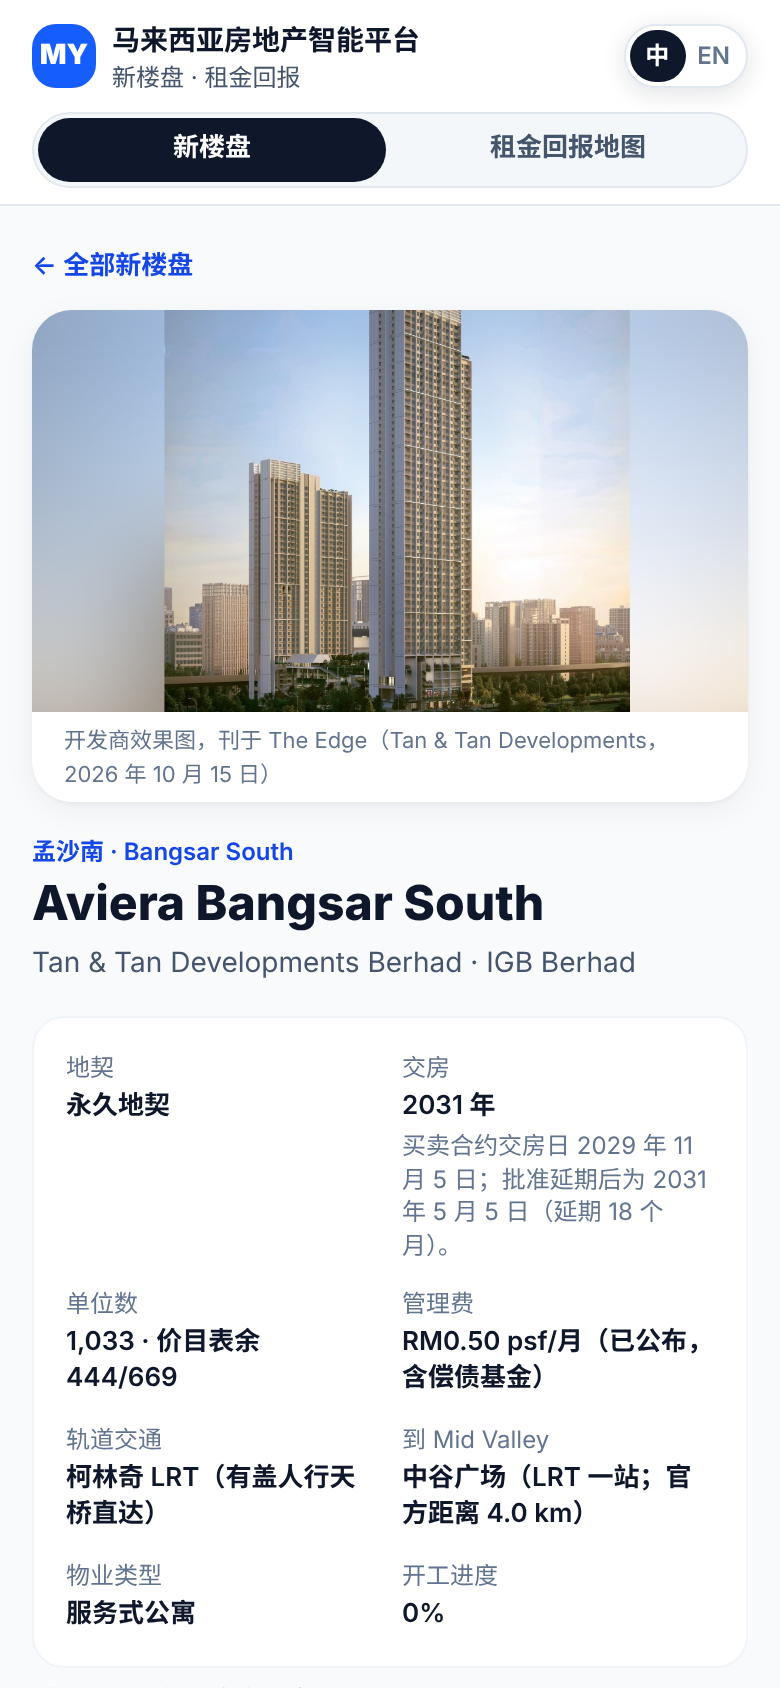 MY
马来西亚房地产智能平台
新楼盘 · 租金回报
中
EN
新楼盘
租金回报地图
← 全部新楼盘
开发商效果图，刊于 The Edge（Tan & Tan Developments，
2026 年 10 月 15 日）
孟沙南 · Bangsar South
Aviera Bangsar South
Tan & Tan Developments Berhad · IGB Berhad
地契
永久地契
交房
2031 年
买卖合约交房日 2029 年 11
月 5 日；批准延期后为 2031
年 5 月 5 日（延期 18 个
月）。
单位数
1,033 · 价目表余
444/669
管理费
RM0.50 psf/月（已公布，
含偿债基金）
轨道交通
柯林奇 LRT（有盖人行天
桥直达）
到 Mid Valley
中谷广场（LRT 一站；官
方距离 4.0 km）
物业类型
服务式公寓
开工进度
0%